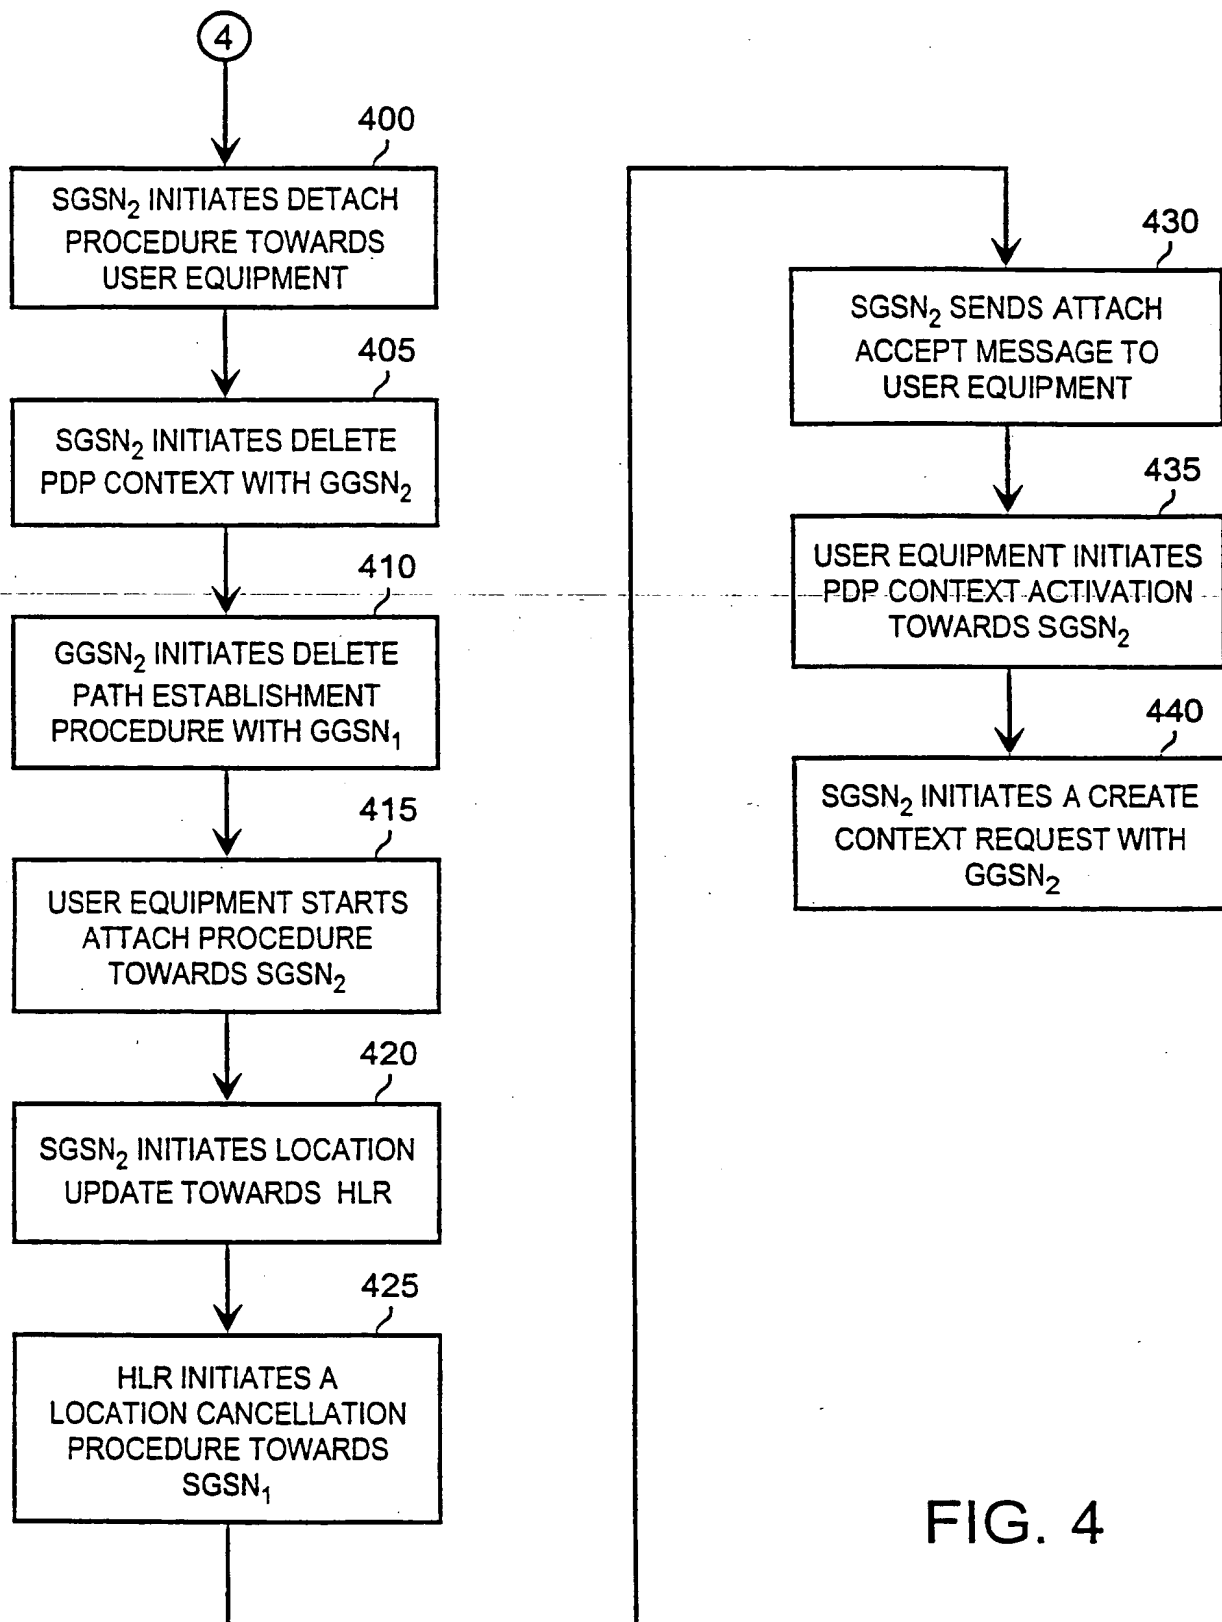 4
400
SGSN₂ INITIATES DETACH
PROCEDURE TOWARDS
USER EQUIPMENT
405
SGSN₂ INITIATES DELETE
PDP CONTEXT WITH GGSN₂
410
GGSN₂ INITIATES DELETE
PATH ESTABLISHMENT
PROCEDURE WITH GGSN₁
415
USER EQUIPMENT STARTS
ATTACH PROCEDURE
TOWARDS SGSN₂
420
SGSN₂ INITIATES LOCATION
UPDATE TOWARDS HLR
425
HLR INITIATES A
LOCATION CANCELLATION
PROCEDURE TOWARDS
SGSN₁
430
SGSN₂ SENDS ATTACH
ACCEPT MESSAGE TO
USER EQUIPMENT
435
USER EQUIPMENT INITIATES
PDP CONTEXT ACTIVATION
TOWARDS SGSN₂
440
SGSN₂ INITIATES A CREATE
CONTEXT REQUEST WITH
GGSN₂
FIG. 4